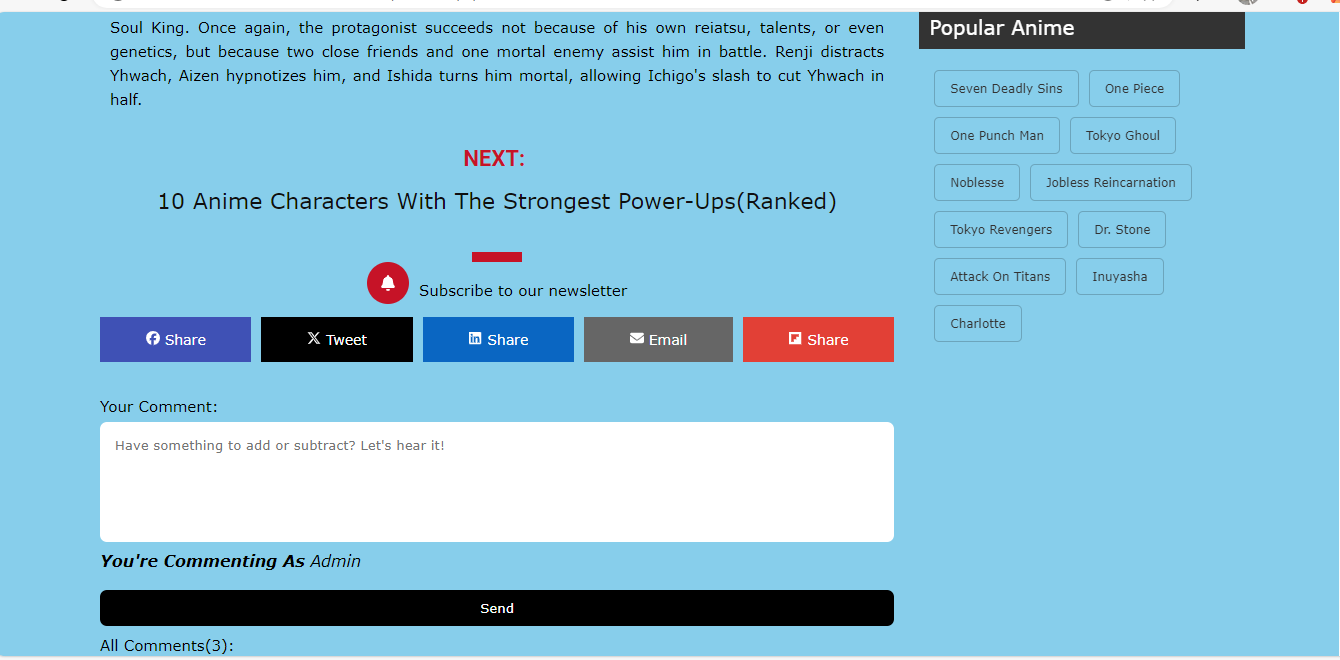 Soul King. Once again, the protagonist succeeds not because of his own reiatsu, talents, or even
genetics, but because two close friends and one mortal enemy assist him in battle. Renji distracts
Yhwach, Aizen hypnotizes him, and Ishida turns him mortal, allowing Ichigo's slash to cut Yhwach in
half.
NEXT:
10 Anime Characters With The Strongest Power-Ups(Ranked)
Subscribe to our newsletter
Share
Tweet
Share
Email
Share
Your Comment:
Have something to add or subtract? Let's hear it!
You're Commenting As Admin
Send
All Comments(3):
Popular Anime
Seven Deadly Sins
One Piece
One Punch Man
Tokyo Ghoul
Noblesse
Jobless Reincarnation
Tokyo Revengers
Dr. Stone
Attack On Titans
Inuyasha
Charlotte